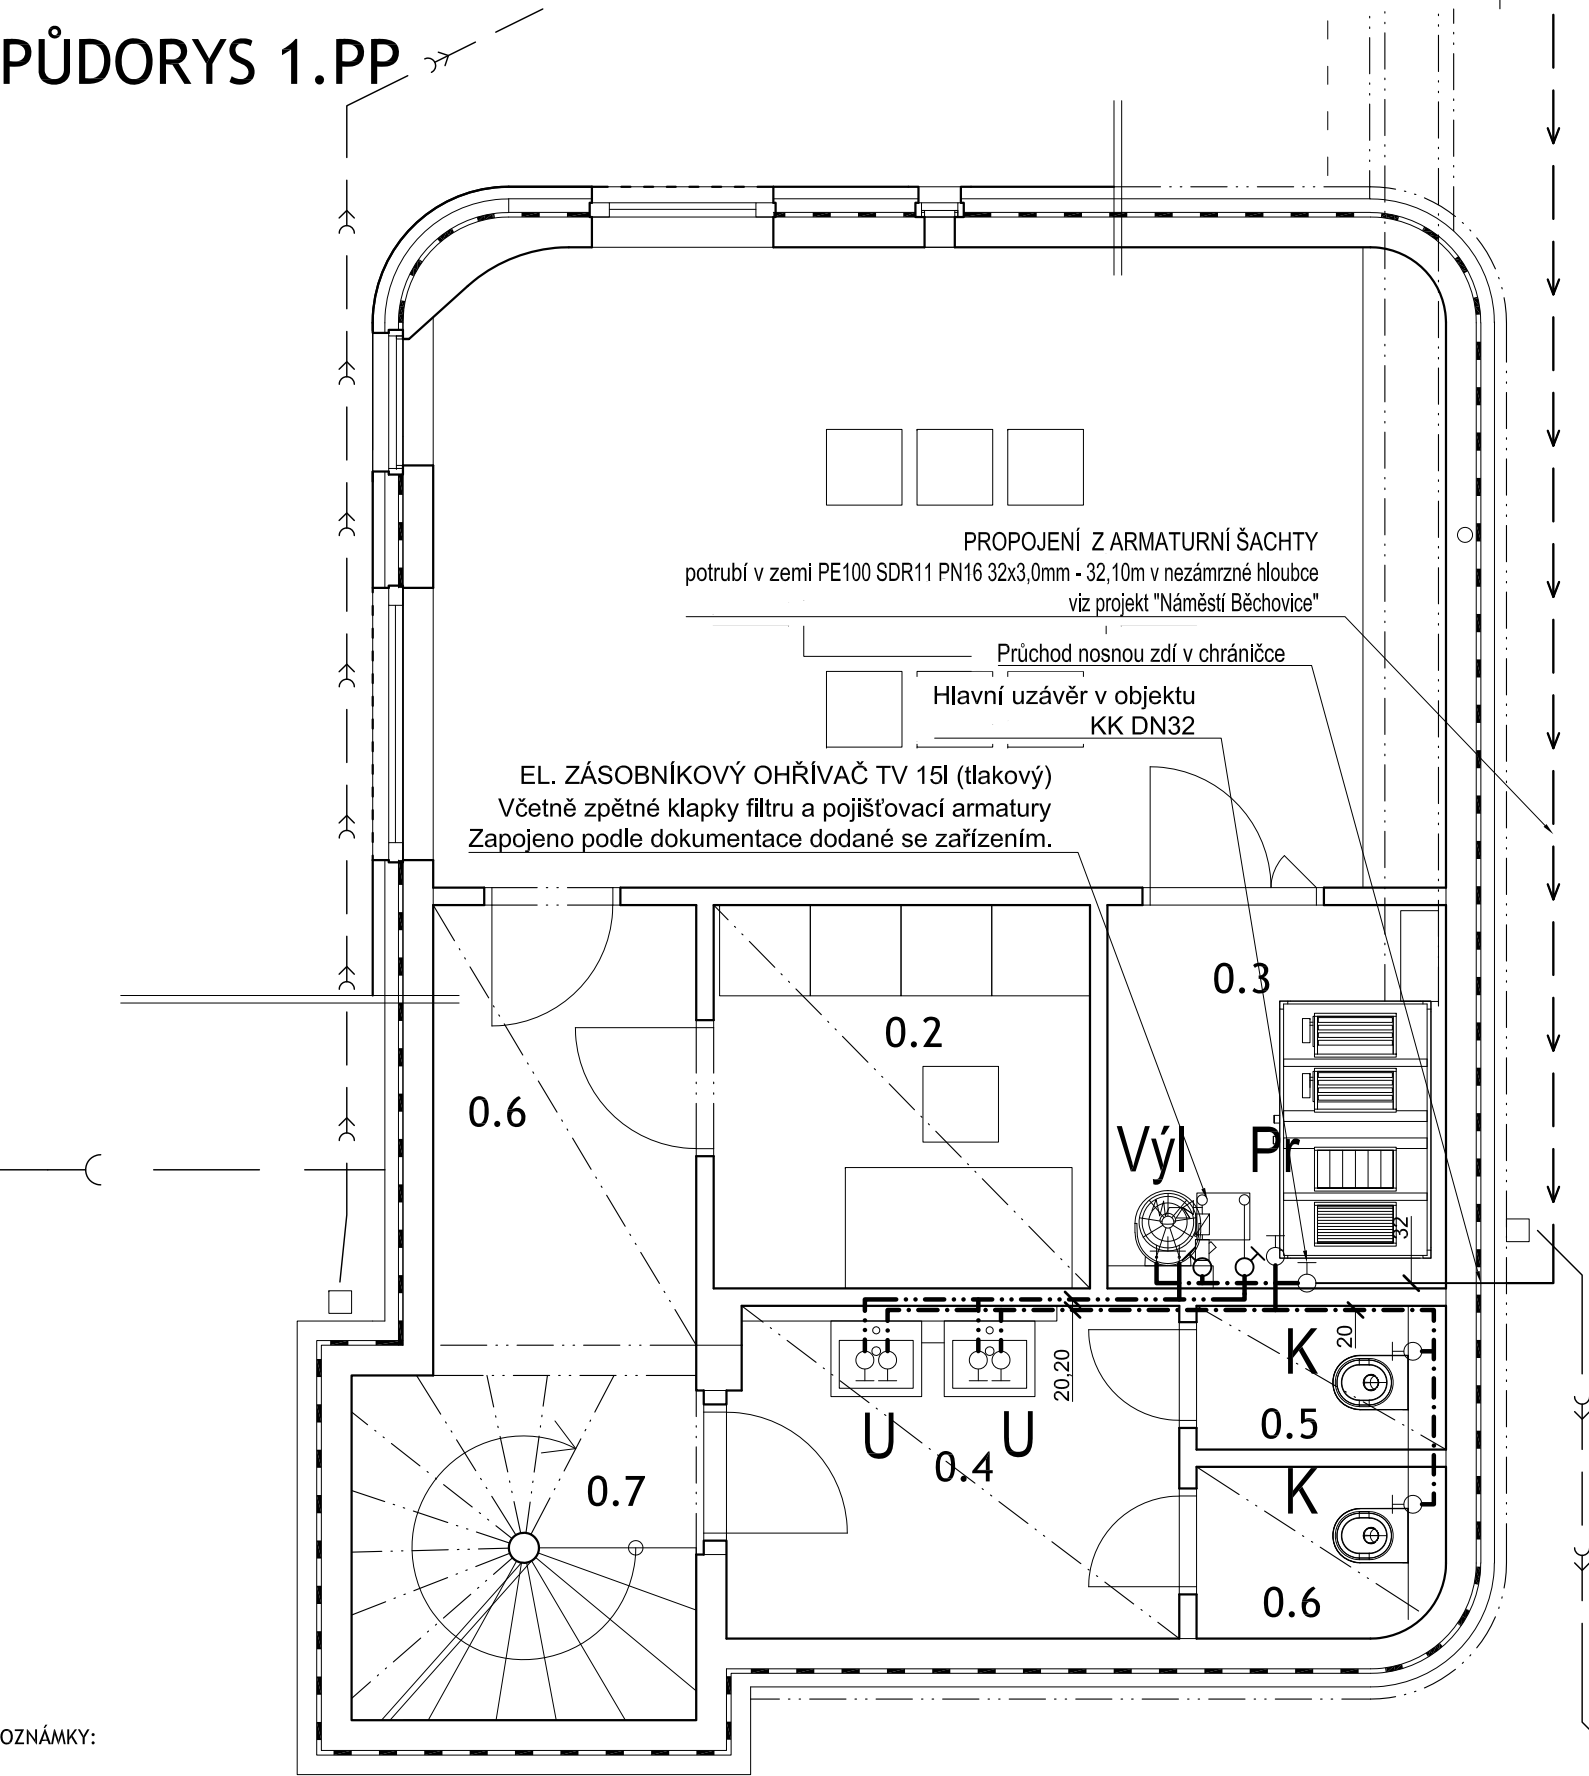 PŮDORYS 1.PP
PROPOJENÍ Z ARMATURNÍ ŠACHTY
potrubí v zemi PE100 SDR11 PN16 32x3,0mm - 32,10m v nezámrzné hloubce
viz projekt "Náměstí Běchovice"
Průchod nosnou zdí v chráničce
Hlavní uzávěr v objektu
KK DN32
EL. ZÁSOBNÍKOVÝ OHŘÍVAČ TV 15l (tlakový)
Včetně zpětné klapky filtru a pojišťovací armatury
Zapojeno podle dokumentace dodané se zařízením.
0.3
0.2
0.6
Výl
Pr
32
20
20,20
K
0.5
U
U
0.4
0.7
K
0.6
OZNÁMKY: